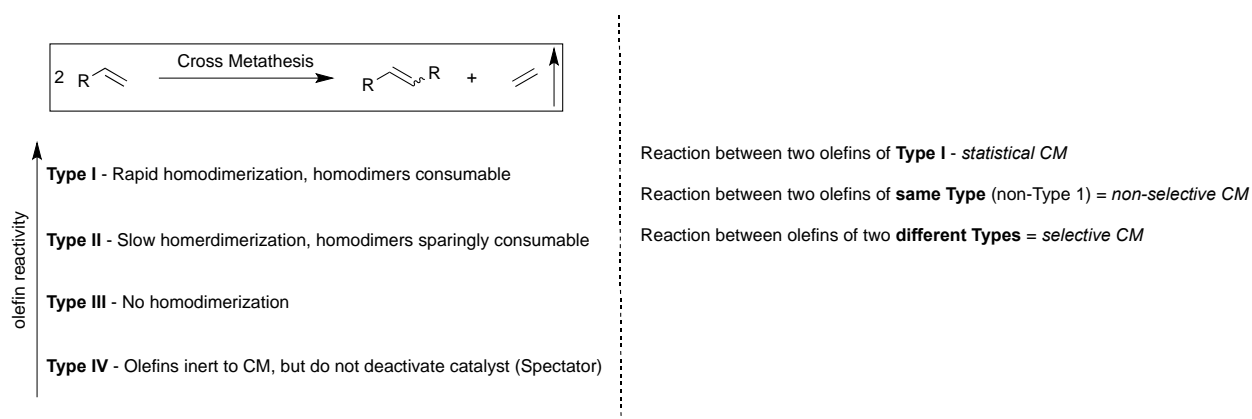 2 R Cross Metathesis R R +
Type I - Rapid homodimerization, homodimers consumable
Type II - Slow homerdimerization, homodimers sparingly consumable
Type III - No homodimerization
Type IV - Olefins inert to CM, but do not deactivate catalyst (Spectator)
olefin reactivity
Reaction between two olefins of Type I - statistical CM
Reaction between two olefins of same Type (non-Type 1) = non-selective CM
Reaction between olefins of two different Types = selective CM